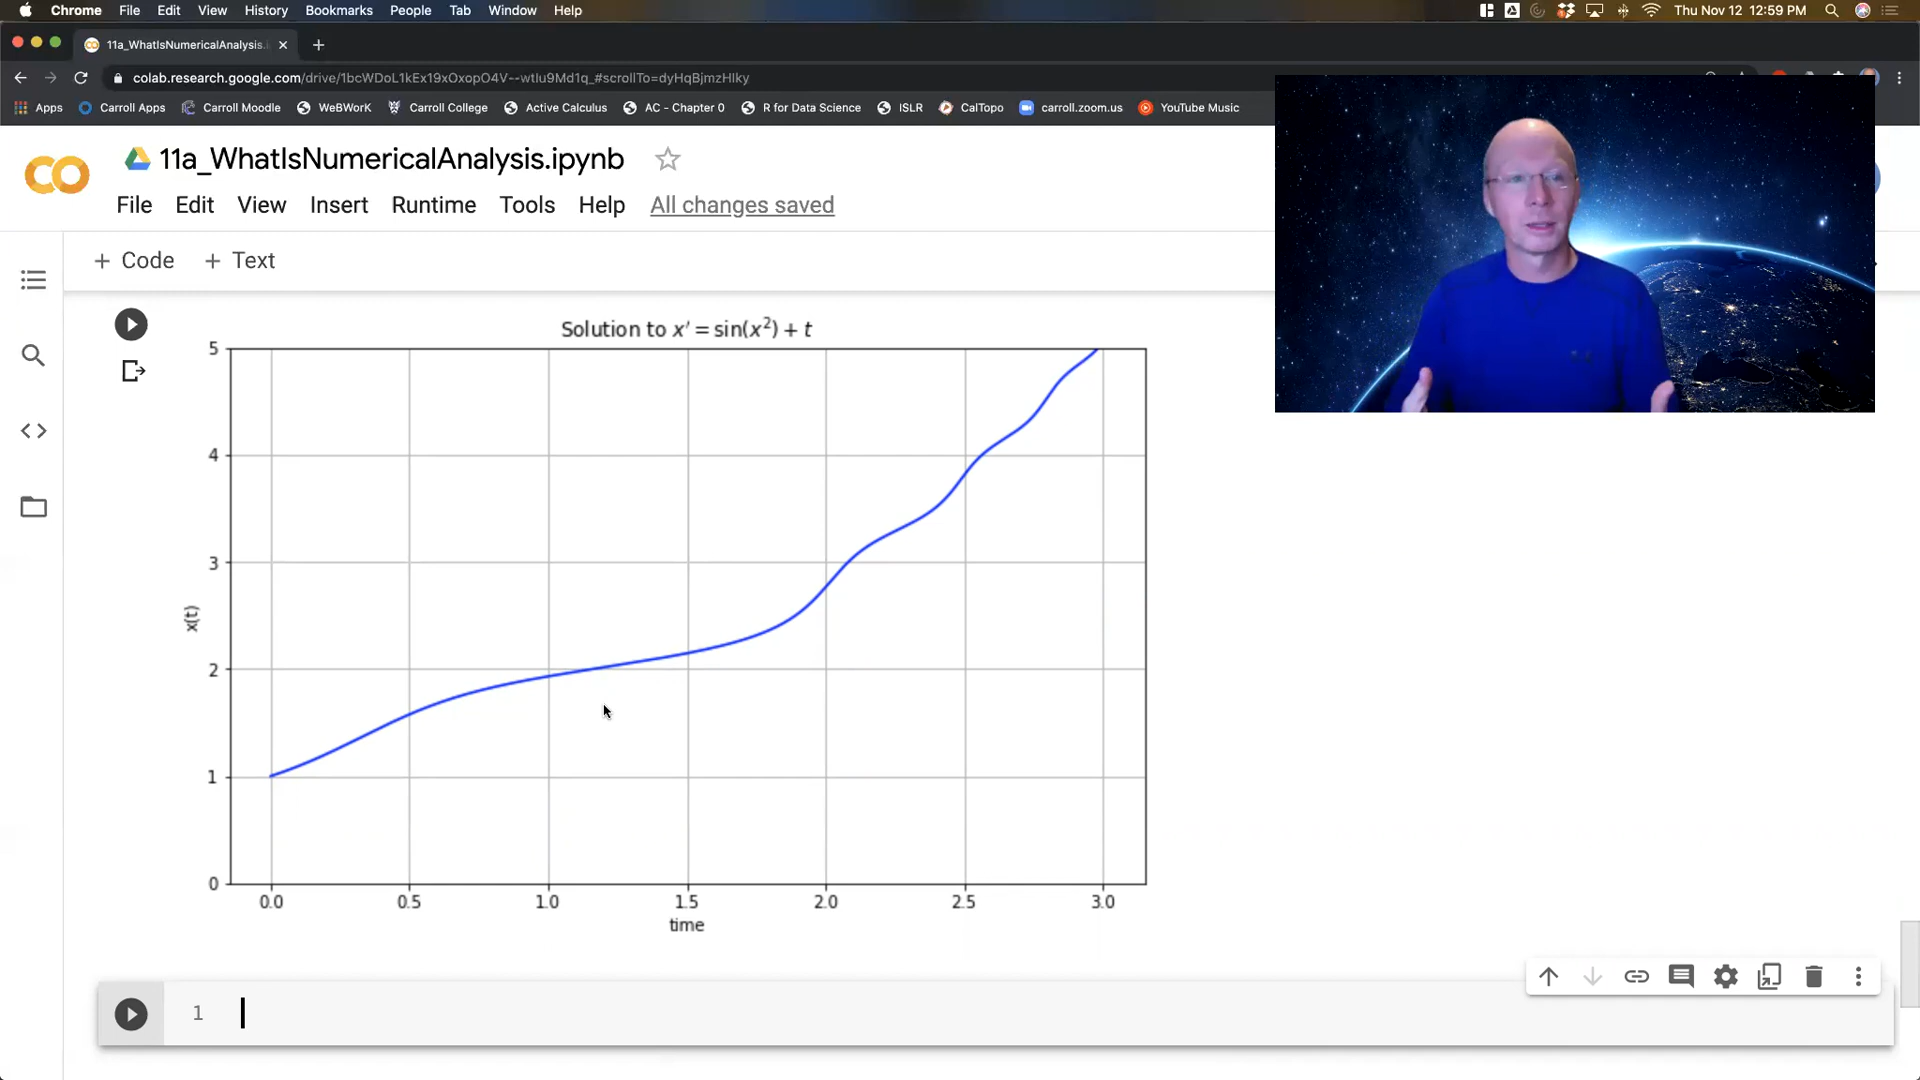 Chrome File Edit View History Bookmarks People Tab Window Help Thu Nov 12 12:59 PM
11a_WhatIsNumericalAnalysis.i
colab.research.google.com/drive/1bcWDoL1kEx19xOxopO4V--wtIu9Md1q_#scrollTo=dyHqBjmzHlky
Apps Carroll Apps Carroll Moodle WeBWorK Carroll College Active Calculus AC - Chapter 0 R for Data Science ISLR CalTopo carroll.zoom.us YouTube Music
CO 11a_WhatIsNumericalAnalysis.ipynb
File Edit View Insert Runtime Tools Help All changes saved
+ Code + Text
Solution to x′ = sin(x²) + t
5
4
3
2
1
0
x(t)
0.0 0.5 1.0 1.5 2.0 2.5 3.0
time
1